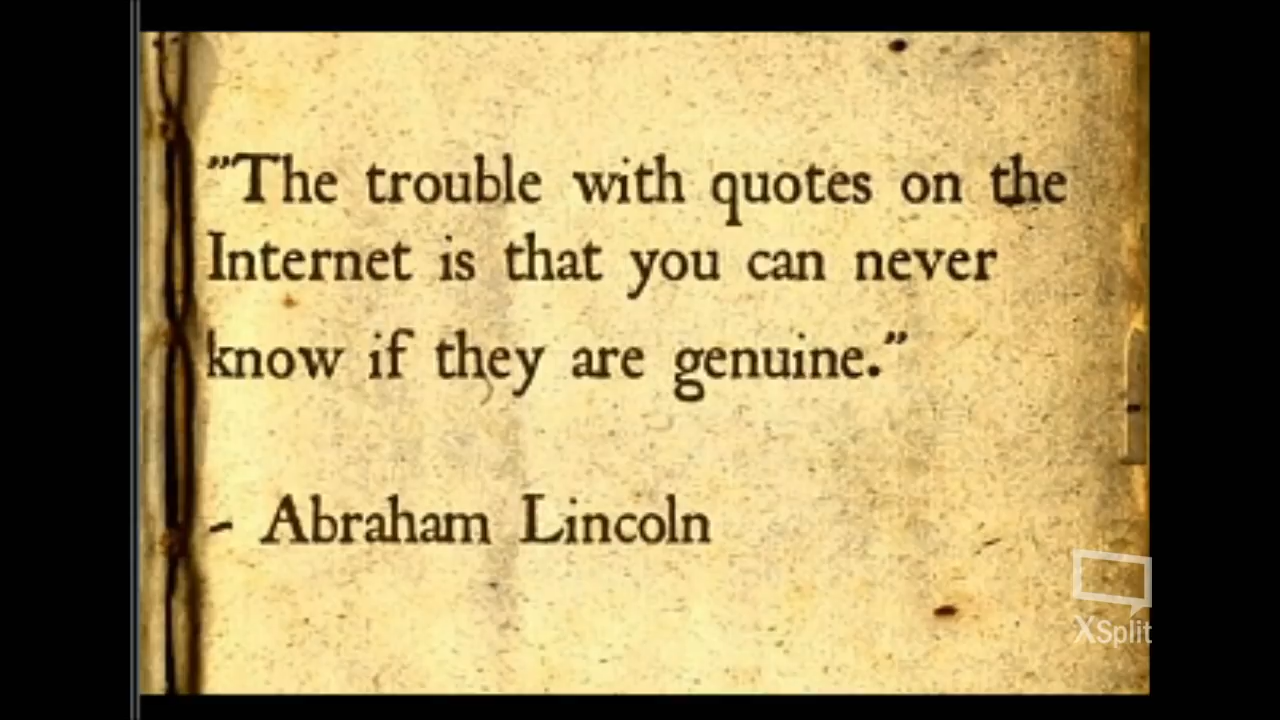 "The trouble with quotes on the
Internet is that you can never
know if they are genuine."
- Abraham Lincoln
XSplit